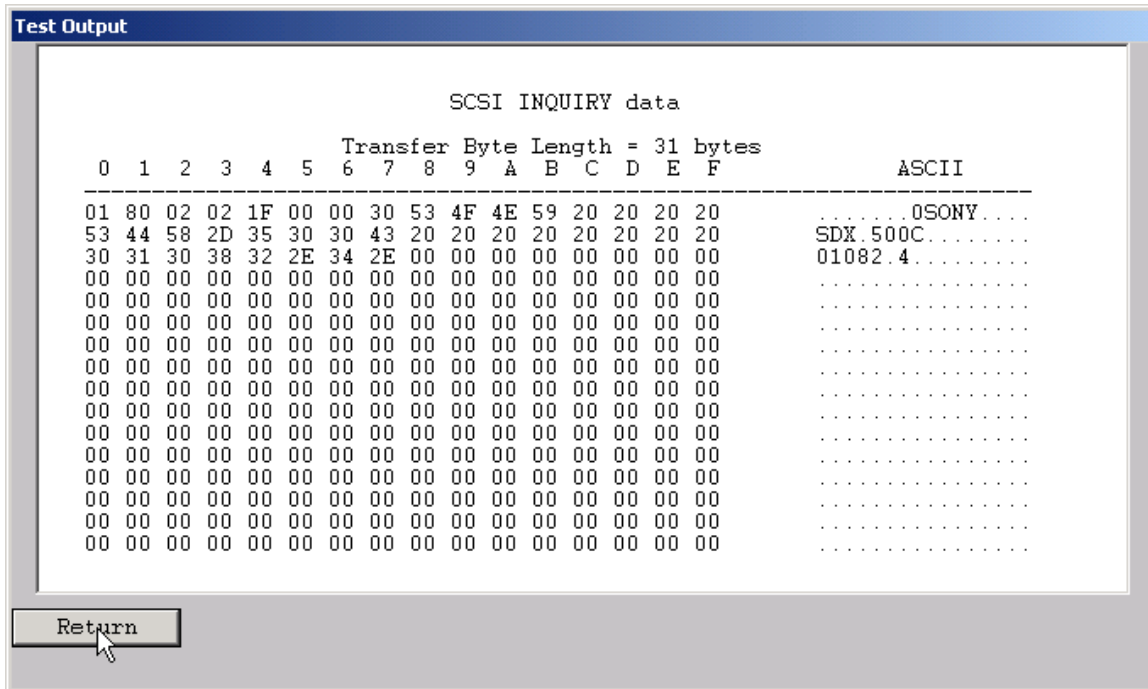 Test Output
SCSI INQUIRY data
Transfer Byte Length = 31 bytes
0 1 2 3 4 5 6 7 8 9 A B C D E F ASCII
--------------------------------------------------------------------------------
01 80 02 02 1F 00 00 30 53 4F 4E 59 20 20 20 20 .......0SONY....
53 44 58 2D 35 30 30 43 20 20 20 20 20 20 20 20 SDX.500C........
30 31 30 38 32 2E 34 2E 00 00 00 00 00 00 00 00 01082.4.........
00 00 00 00 00 00 00 00 00 00 00 00 00 00 00 00 ................
00 00 00 00 00 00 00 00 00 00 00 00 00 00 00 00 ................
00 00 00 00 00 00 00 00 00 00 00 00 00 00 00 00 ................
00 00 00 00 00 00 00 00 00 00 00 00 00 00 00 00 ................
00 00 00 00 00 00 00 00 00 00 00 00 00 00 00 00 ................
00 00 00 00 00 00 00 00 00 00 00 00 00 00 00 00 ................
00 00 00 00 00 00 00 00 00 00 00 00 00 00 00 00 ................
00 00 00 00 00 00 00 00 00 00 00 00 00 00 00 00 ................
00 00 00 00 00 00 00 00 00 00 00 00 00 00 00 00 ................
00 00 00 00 00 00 00 00 00 00 00 00 00 00 00 00 ................
00 00 00 00 00 00 00 00 00 00 00 00 00 00 00 00 ................
00 00 00 00 00 00 00 00 00 00 00 00 00 00 00 00 ................
00 00 00 00 00 00 00 00 00 00 00 00 00 00 00 00 ................
Return